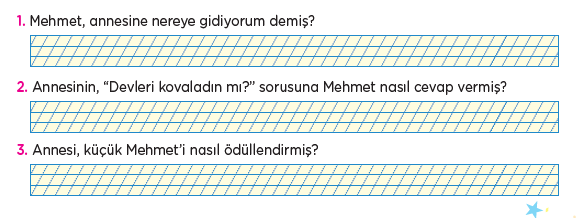 1. Mehmet, annesine nereye gidiyorum demiş?
2. Annesinin, “Devleri kovaladın mı?” sorusuna Mehmet nasıl cevap vermiş?
3. Annesi, küçük Mehmet’i nasıl ödüllendirmiş?